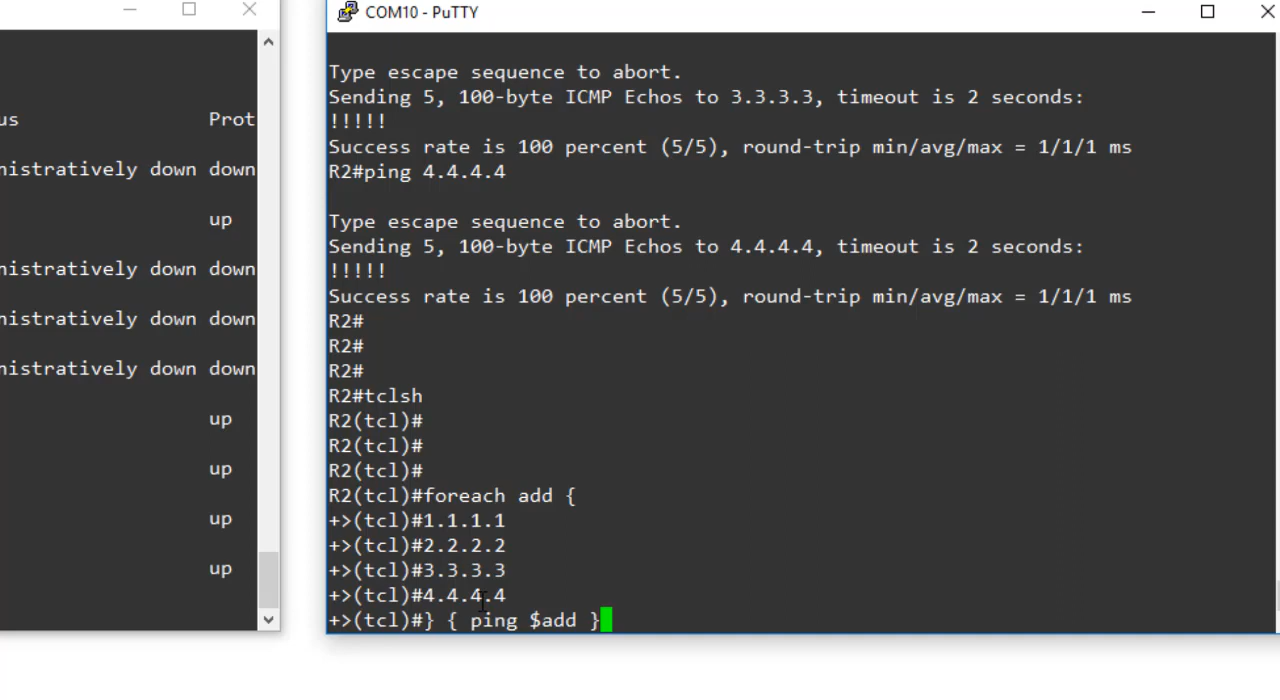 us Prot
nistratively down down
up
nistratively down down
nistratively down down
nistratively down down
up
up
up
up
COM10 - PuTTY
Type escape sequence to abort.
Sending 5, 100-byte ICMP Echos to 3.3.3.3, timeout is 2 seconds:
!!!!!
Success rate is 100 percent (5/5), round-trip min/avg/max = 1/1/1 ms
R2#ping 4.4.4.4
Type escape sequence to abort.
Sending 5, 100-byte ICMP Echos to 4.4.4.4, timeout is 2 seconds:
!!!!!
Success rate is 100 percent (5/5), round-trip min/avg/max = 1/1/1 ms
R2#
R2#
R2#
R2#tclsh
R2(tcl)#
R2(tcl)#
R2(tcl)#
R2(tcl)#foreach add {
+>(tcl)#1.1.1.1
+>(tcl)#2.2.2.2
+>(tcl)#3.3.3.3
+>(tcl)#4.4.4.4
+>(tcl)#} { ping $add }